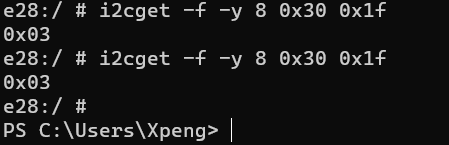 e28:/ # i2cget -f -y 8 0x30 0x1f
0x03
e28:/ # i2cget -f -y 8 0x30 0x1f
0x03
e28:/ #
PS C:\Users\Xpeng>